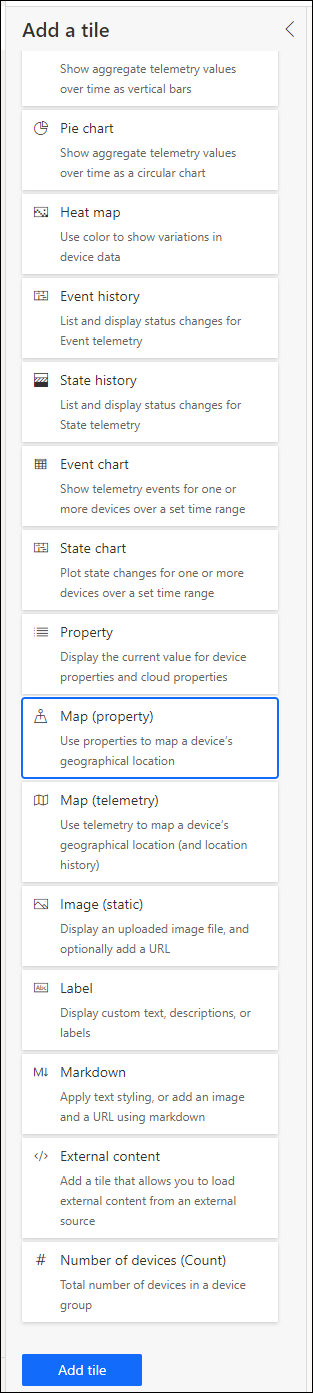 Add a tile
Show aggregate telemetry values
over time as vertical bars
Pie chart
Show aggregate telemetry values
over time as a circular chart
Heat map
Use color to show variations in
device data
Event history
List and display status changes for
Event telemetry
State history
List and display status changes for
State telemetry
Event chart
Show telemetry events for one or
more devices over a set time range
State chart
Plot state changes for one or more
devices over a set time range
Property
Display the current value for device
properties and cloud properties
Map (property)
Use properties to map a device's
geographical location
Map (telemetry)
Use telemetry to map a device's
geographical location (and location
history)
Image (static)
Display an uploaded image file, and
optionally add a URL
Abc Label
Display custom text, descriptions, or
labels
M↓ Markdown
Apply text styling, or add an image
and a URL using markdown
</> External content
Add a tile that allows you to load
external content from an external
source
# Number of devices (Count)
Total number of devices in a device
group
Add tile